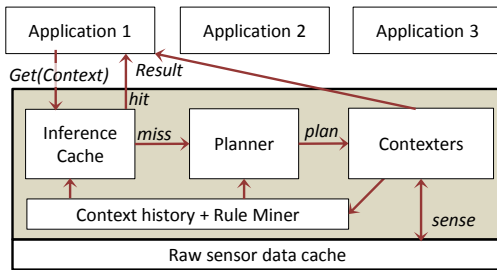 Application 1
Application 2
Application 3
Get(Context)
Result
hit
Inference
Cache
miss
Planner
plan
Contexters
Context history + Rule Miner
sense
Raw sensor data cache